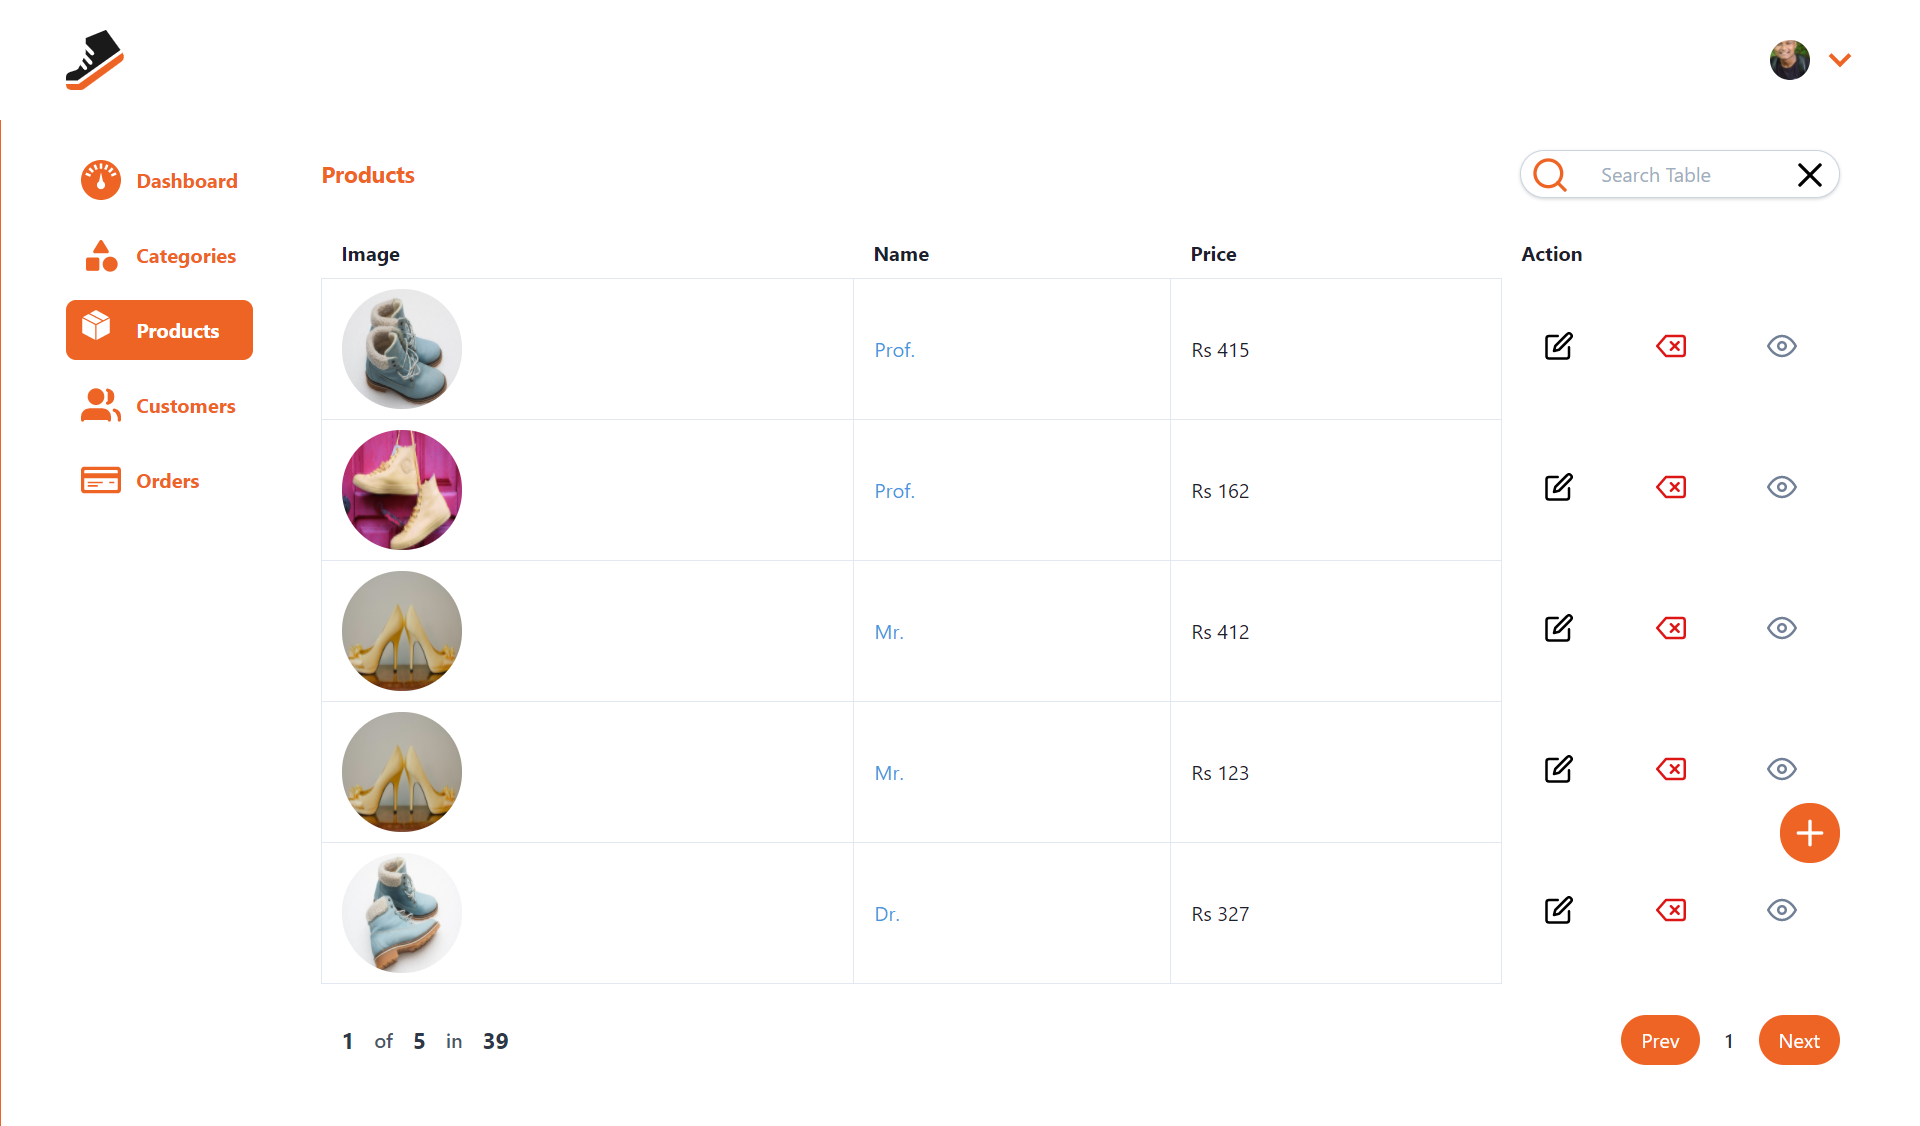 Dashboard
Categories
Products
Customers
Orders
Products
Search Table
Image Name Price Action
Prof. Rs 415
Prof. Rs 162
Mr. Rs 412
Mr. Rs 123
Dr. Rs 327
1 of 5 in 39
Prev 1 Next